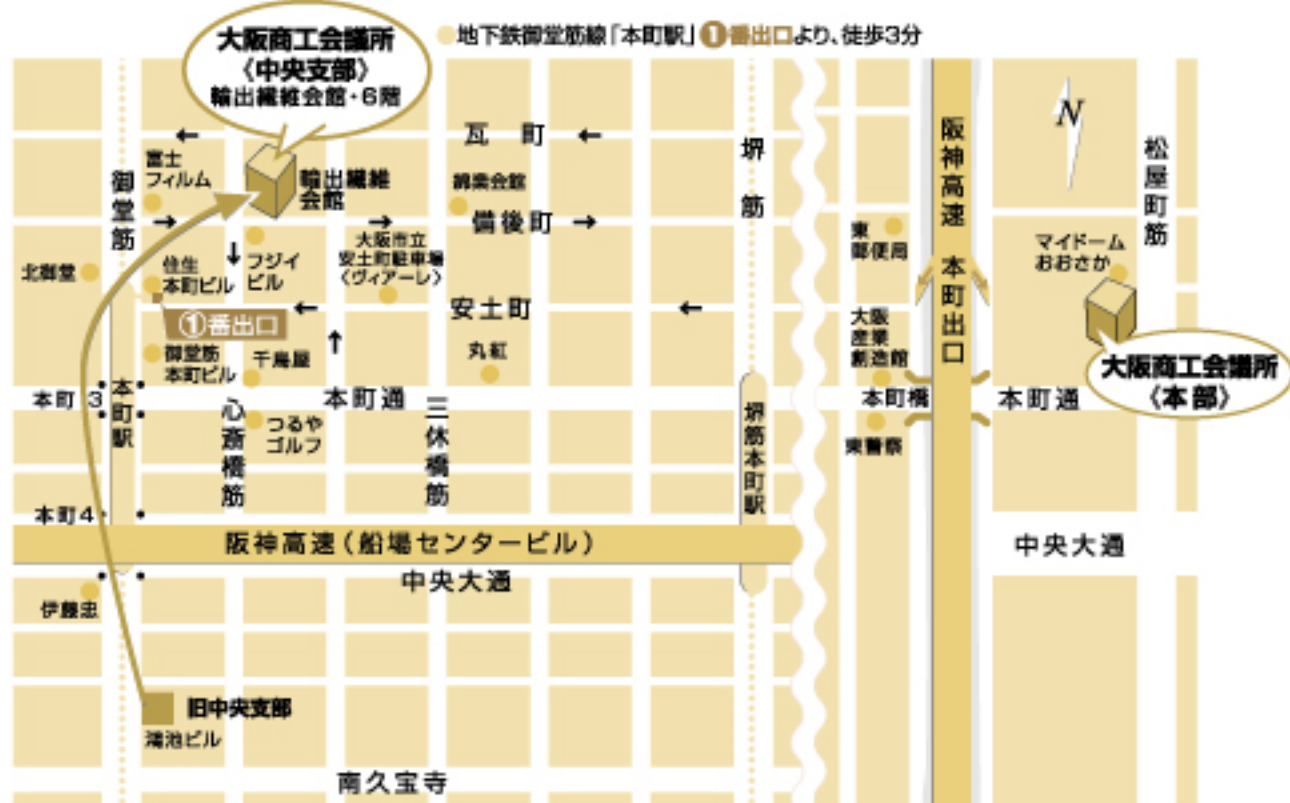 大阪商工会議所
〈中央支部〉
輸出繊維会館・6階
地下鉄御堂筋線「本町駅」①番出口より、徒歩3分
←
瓦 町 ←
富士
フィルム
御堂筋
輸出繊維
会館
綿業会館
堺 筋
阪神高速 本町出口
N
松屋町筋
→
→
備後町 →
大阪市立
安土町駐車場
〈ヴィアーレ〉
東
郵便局
マイドーム
おおさか
北御堂
住生
本町ビル
↓
フジイ
ビル
①番出口
←
安土町
←
大阪
産業
創造館
御堂筋
本町ビル
千鳥屋
↑
丸紅
大阪商工会議所
〈本部〉
本町 3
本町駅
本町通
本町橋
本町通
心斎橋筋
つるや
ゴルフ
三休橋筋
堺筋本町駅
東警察
本町4
阪神高速(船場センタービル)
中央大通
中央大通
伊藤忠
旧中央支部
鴻池ビル
南久宝寺